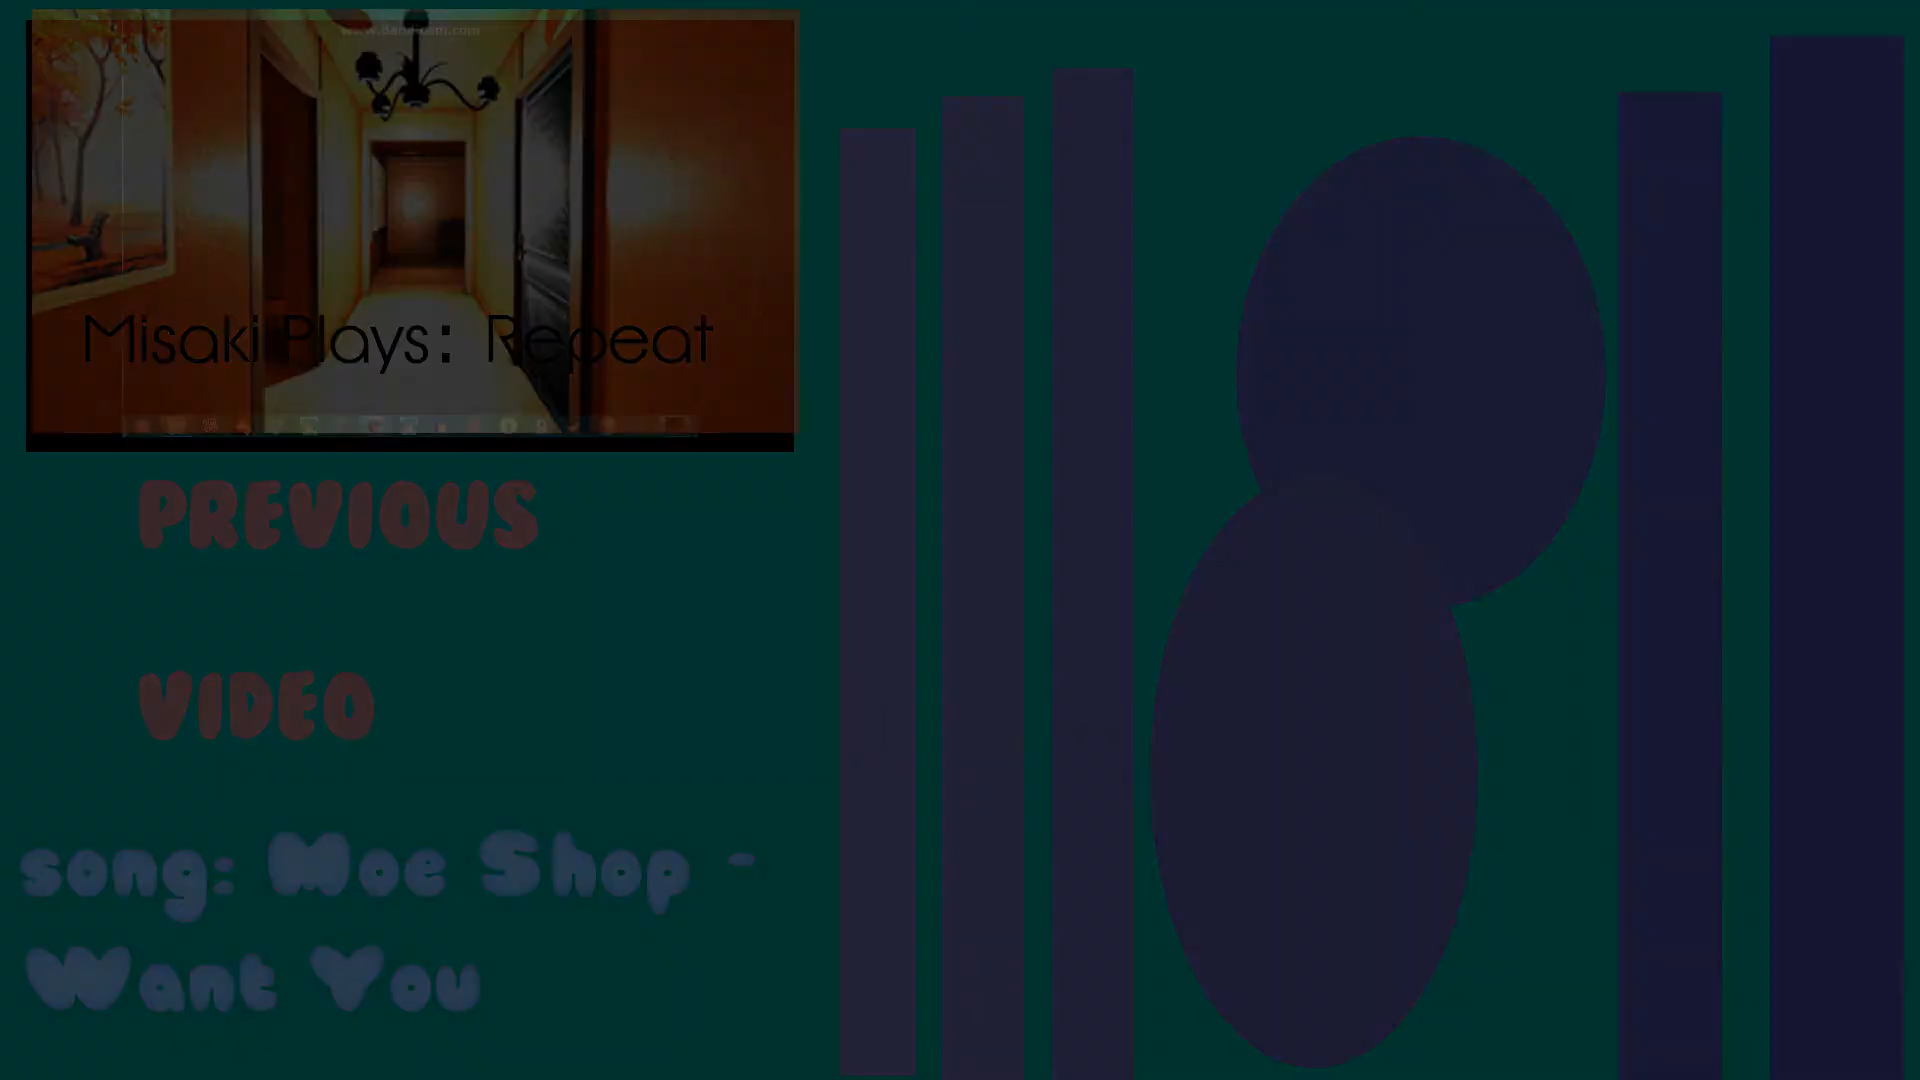 Misaki Plays: Repeat
PREVIOUS
VIDEO
song: Moe Shop -
Want You